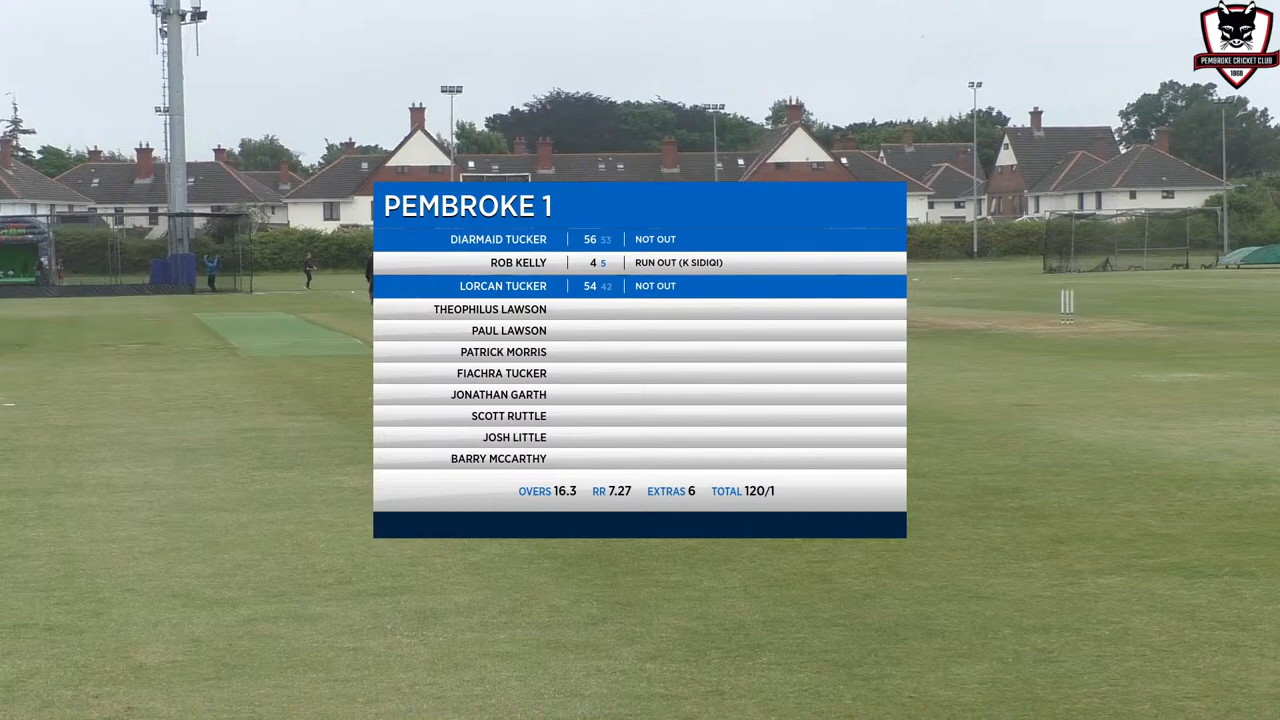 PEMBROKE CRICKET CLUB
1868
PEMBROKE 1
DIARMAID TUCKER 56 53 NOT OUT
ROB KELLY 4 5 RUN OUT (K SIDIQI)
LORCAN TUCKER 54 42 NOT OUT
THEOPHILUS LAWSON
PAUL LAWSON
PATRICK MORRIS
FIACHRA TUCKER
JONATHAN GARTH
SCOTT RUTTLE
JOSH LITTLE
BARRY MCCARTHY
OVERS 16.3 RR 7.27 EXTRAS 6 TOTAL 120/1